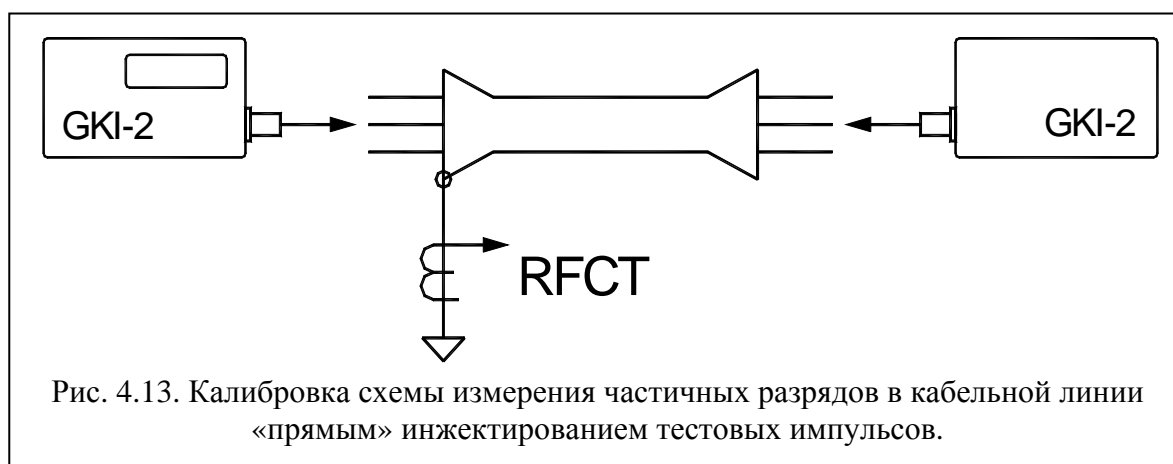 GKI-2
GKI-2
RFCT
Рис. 4.13. Калибровка схемы измерения частичных разрядов в кабельной линии
«прямым» инжектированием тестовых импульсов.